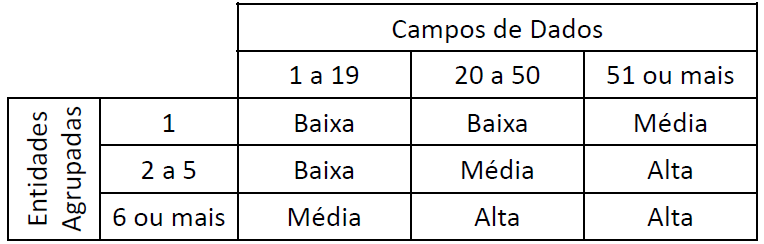 Campos de Dados
1 a 19 20 a 50 51 ou mais
Entidades
Agrupadas
1 Baixa Baixa Média
2 a 5 Baixa Média Alta
6 ou mais Média Alta Alta